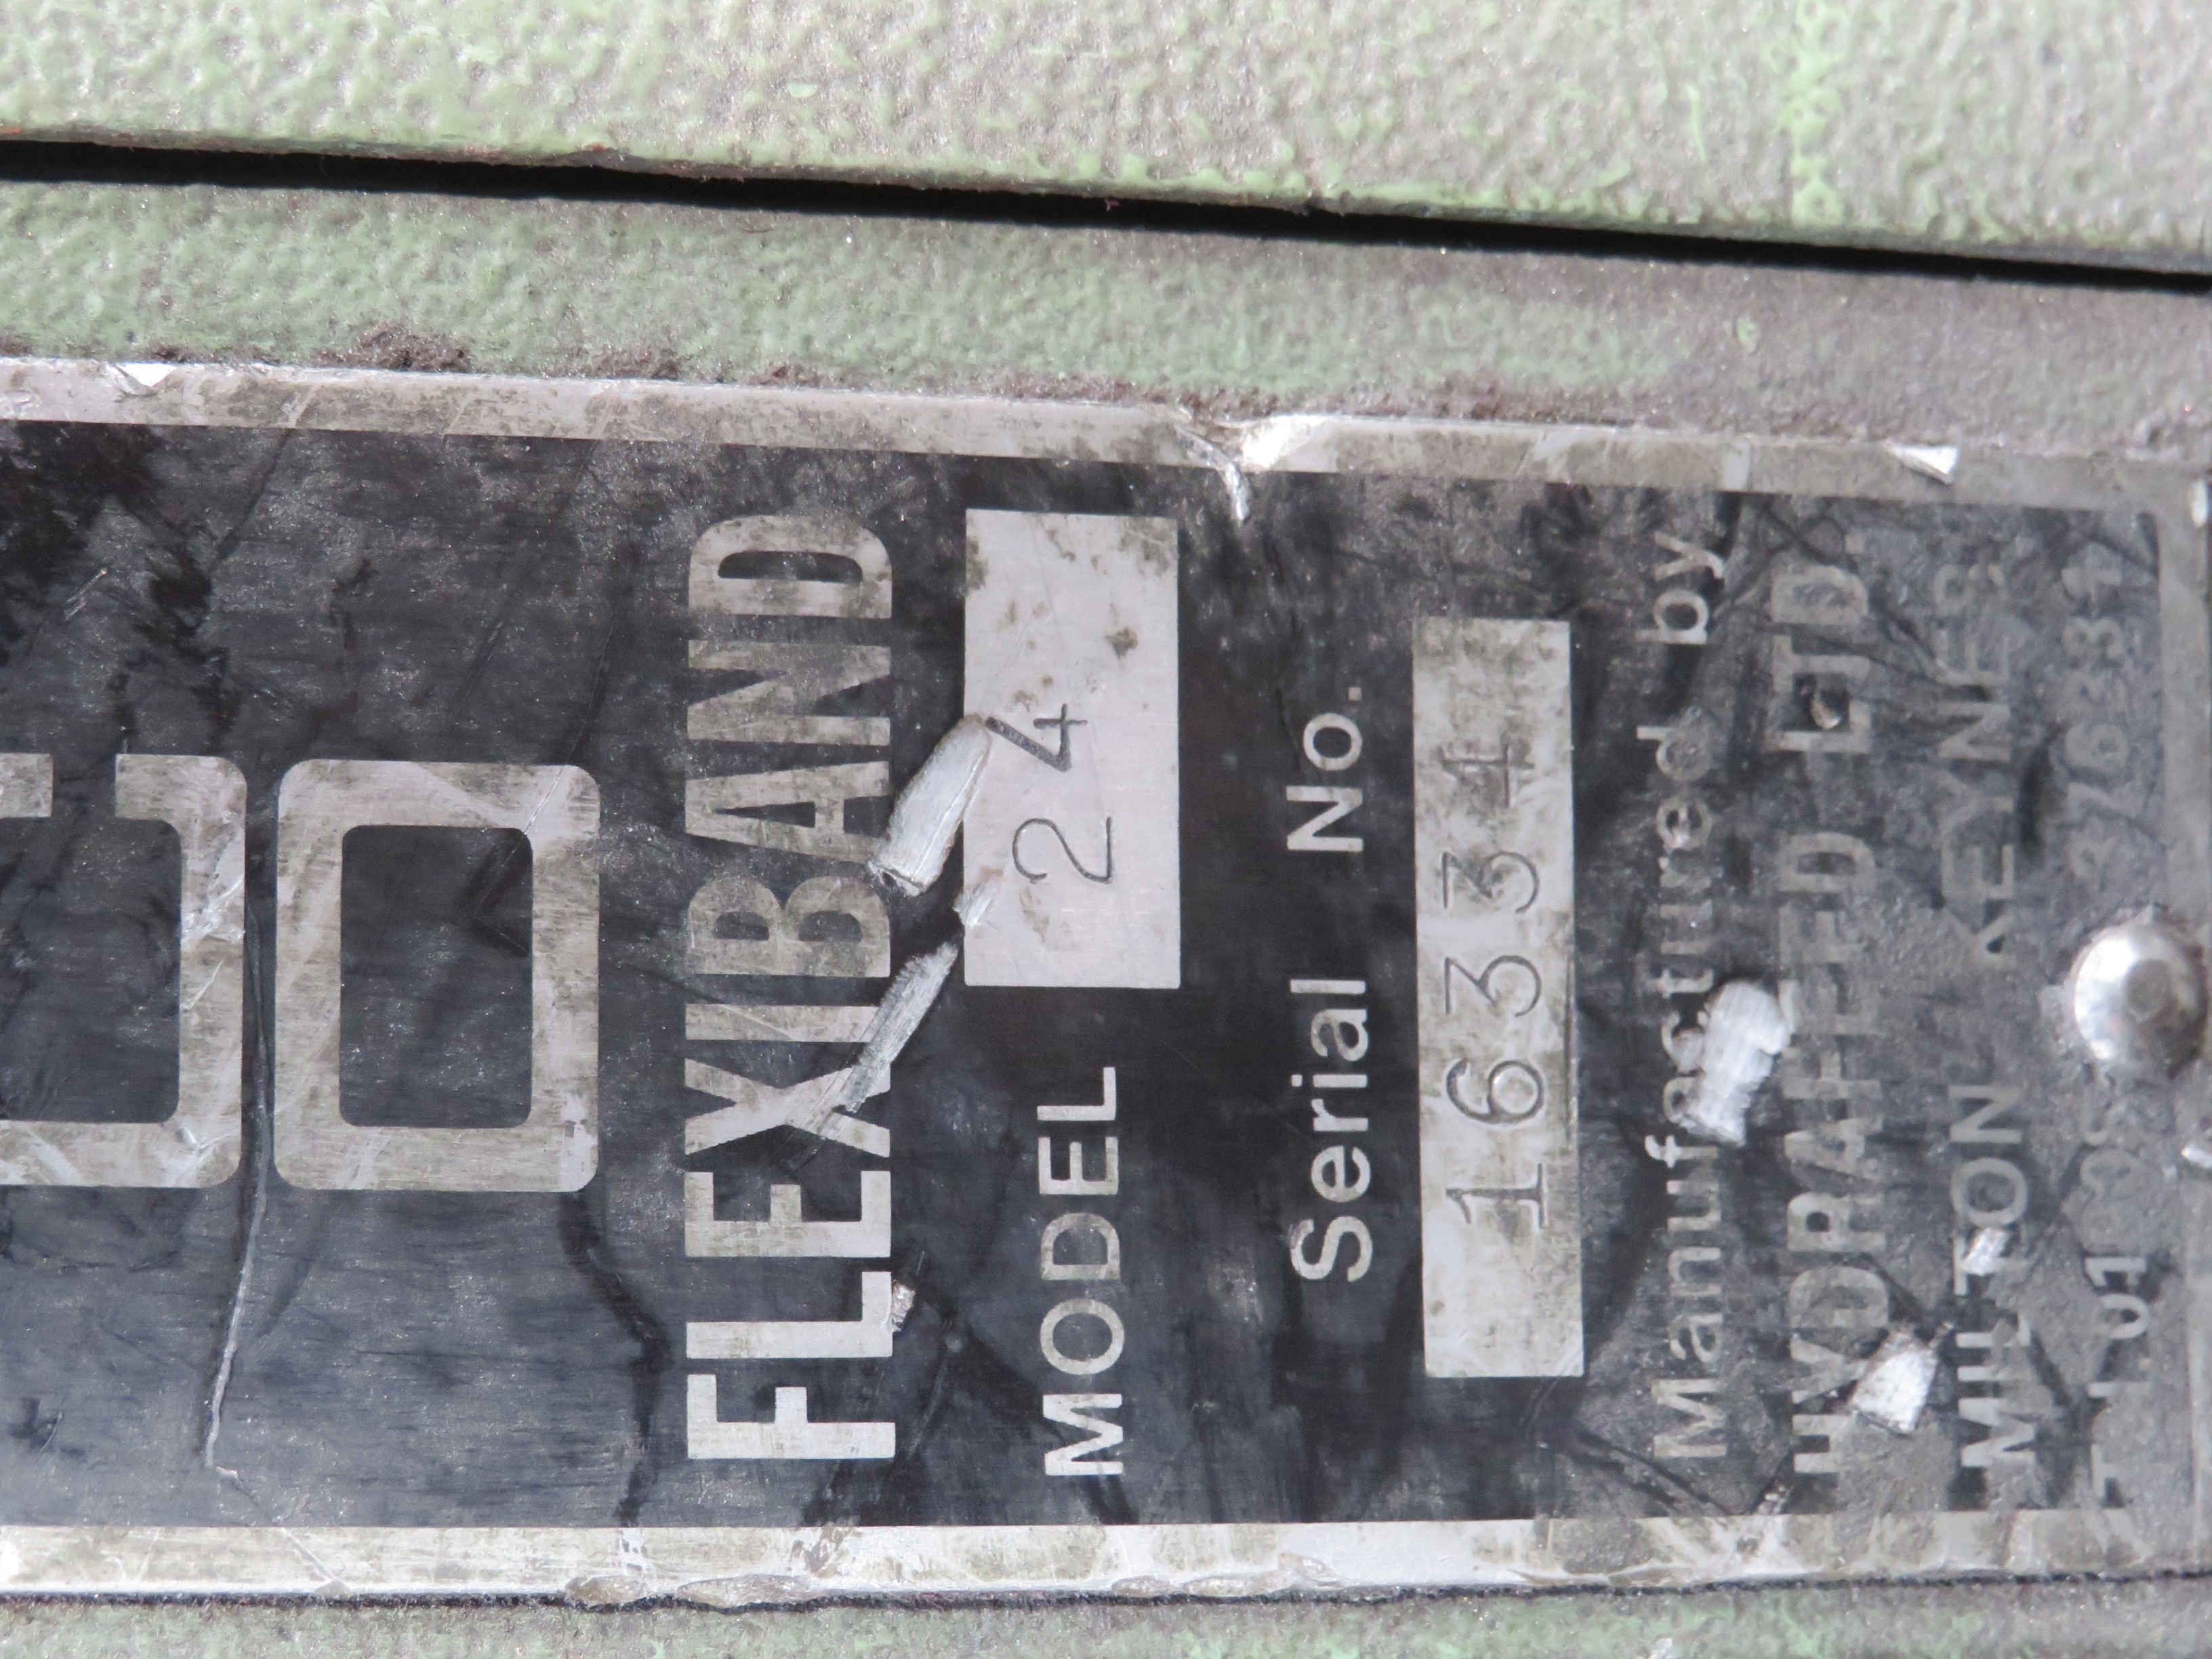 O
FLEXIBAND
MODEL 24
Serial No.
16334
Manufactured by
HYDRAFEED LTD.
MILTON KEYNES